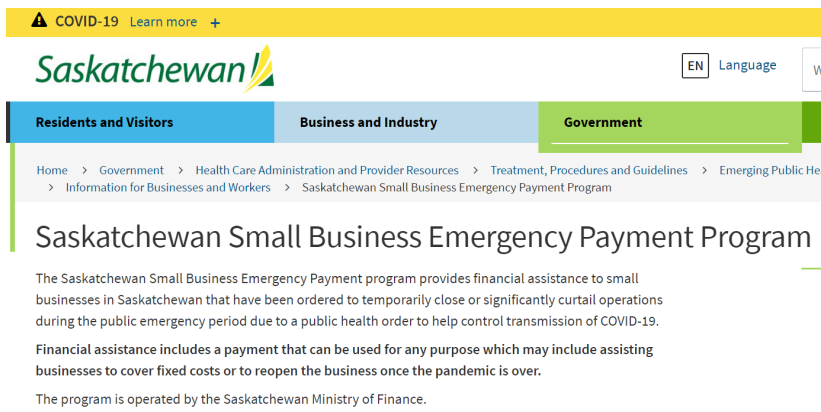 COVID-19 Learn more +
Saskatchewan
EN Language
W
Residents and Visitors Business and Industry Government
Home > Government > Health Care Administration and Provider Resources > Treatment, Procedures and Guidelines > Emerging Public He
> Information for Businesses and Workers > Saskatchewan Small Business Emergency Payment Program
Saskatchewan Small Business Emergency Payment Program
The Saskatchewan Small Business Emergency Payment program provides financial assistance to small
businesses in Saskatchewan that have been ordered to temporarily close or significantly curtail operations
during the public emergency period due to a public health order to help control transmission of COVID-19.
Financial assistance includes a payment that can be used for any purpose which may include assisting
businesses to cover fixed costs or to reopen the business once the pandemic is over.
The program is operated by the Saskatchewan Ministry of Finance.